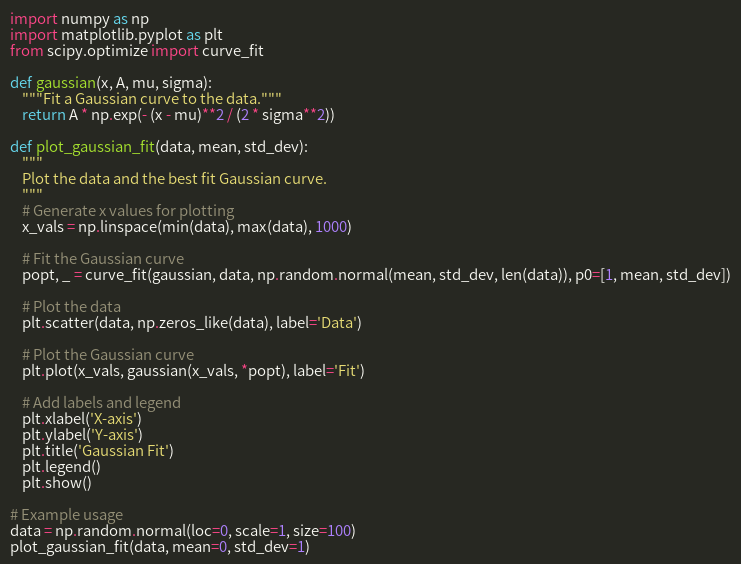 import numpy as np
import matplotlib.pyplot as plt
from scipy.optimize import curve_fit

def gaussian(x, A, mu, sigma):
    """Fit a Gaussian curve to the data."""
    return A * np.exp(- (x - mu)**2 / (2 * sigma**2))

def plot_gaussian_fit(data, mean, std_dev):
    """
    Plot the data and the best fit Gaussian curve.
    """
    # Generate x values for plotting
    x_vals = np.linspace(min(data), max(data), 1000)

    # Fit the Gaussian curve
    popt, _ = curve_fit(gaussian, data, np.random.normal(mean, std_dev, len(data)), p0=[1, mean, std_dev])

    # Plot the data
    plt.scatter(data, np.zeros_like(data), label='Data')

    # Plot the Gaussian curve
    plt.plot(x_vals, gaussian(x_vals, *popt), label='Fit')

    # Add labels and legend
    plt.xlabel('X-axis')
    plt.ylabel('Y-axis')
    plt.title('Gaussian Fit')
    plt.legend()
    plt.show()

# Example usage
data = np.random.normal(loc=0, scale=1, size=100)
plot_gaussian_fit(data, mean=0, std_dev=1)